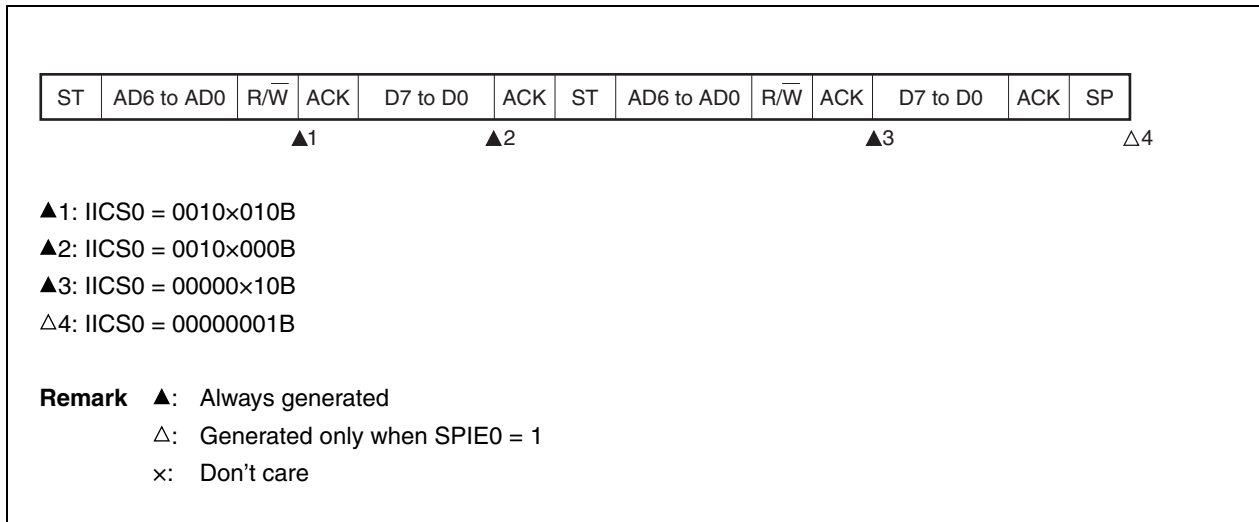 ST AD6 to AD0 R/W̅ ACK D7 to D0 ACK ST AD6 to AD0 R/W̅ ACK D7 to D0 ACK SP
▲1 ▲2 ▲3 △4
▲1: IICS0 = 0010×010B
▲2: IICS0 = 0010×000B
▲3: IICS0 = 00000×10B
△4: IICS0 = 00000001B
Remark ▲: Always generated
△: Generated only when SPIE0 = 1
×: Don't care